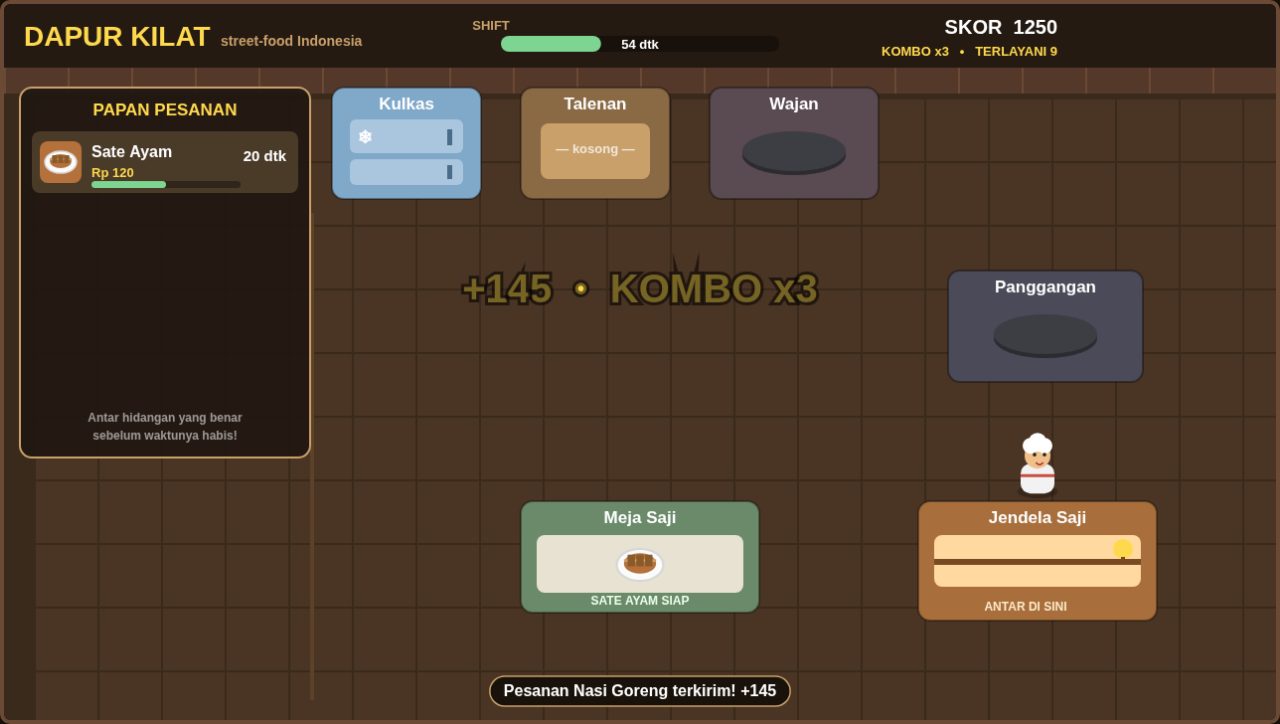 DAPUR KILAT street-food Indonesia
SHIFT
54 dtk
SKOR 1250
KOMBO x3 • TERLAYANI 9
PAPAN PESANAN
Sate Ayam
20 dtk
Rp 120
Antar hidangan yang benar
sebelum waktunya habis!
Kulkas
Talenan
— kosong —
Wajan
+145 • KOMBO x3
Panggangan
Meja Saji
SATE AYAM SIAP
Jendela Saji
ANTAR DI SINI
Pesanan Nasi Goreng terkirim! +145